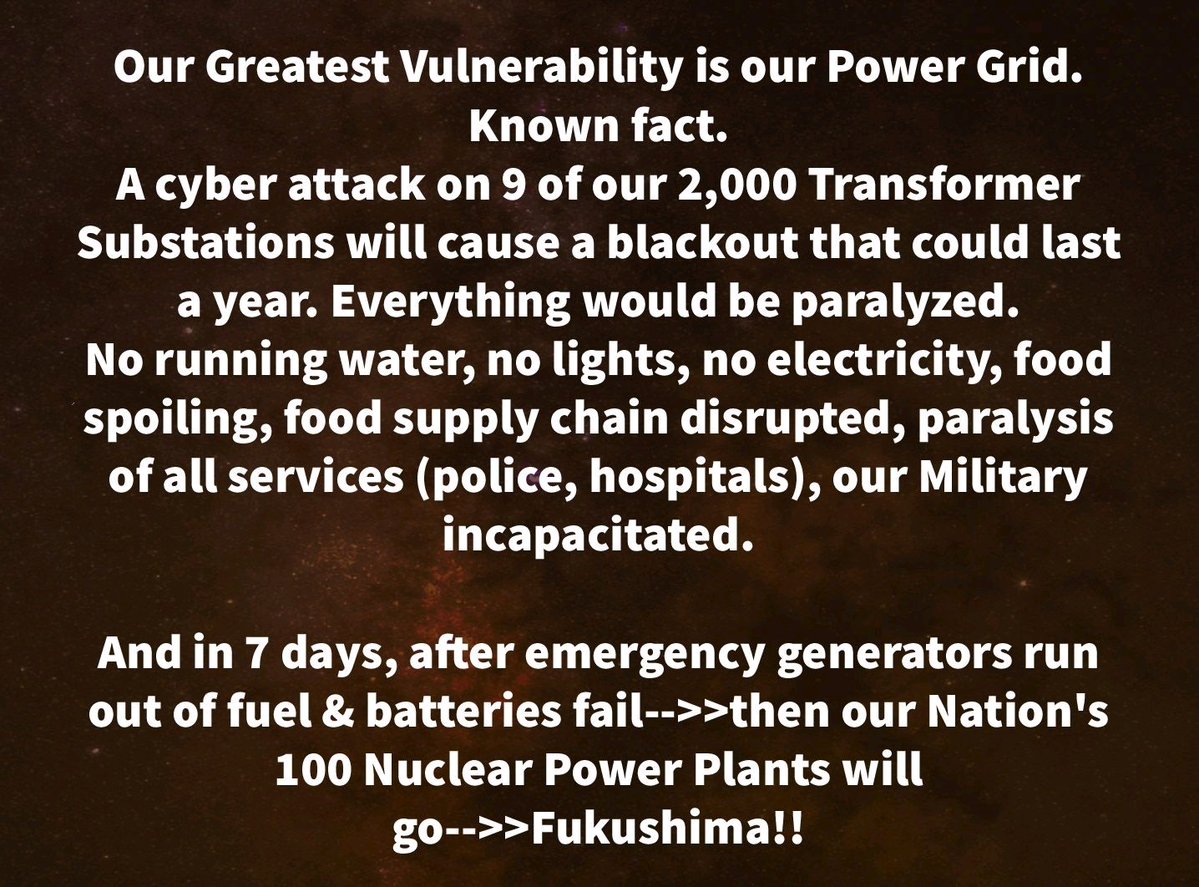 Our Greatest Vulnerability is our Power Grid.
Known fact.
A cyber attack on 9 of our 2,000 Transformer
Substations will cause a blackout that could last
a year. Everything would be paralyzed.
No running water, no lights, no electricity, food
spoiling, food supply chain disrupted, paralysis
of all services (police, hospitals), our Military
incapacitated.
And in 7 days, after emergency generators run
out of fuel & batteries fail-->>then our Nation's
100 Nuclear Power Plants will
go-->>Fukushima!!